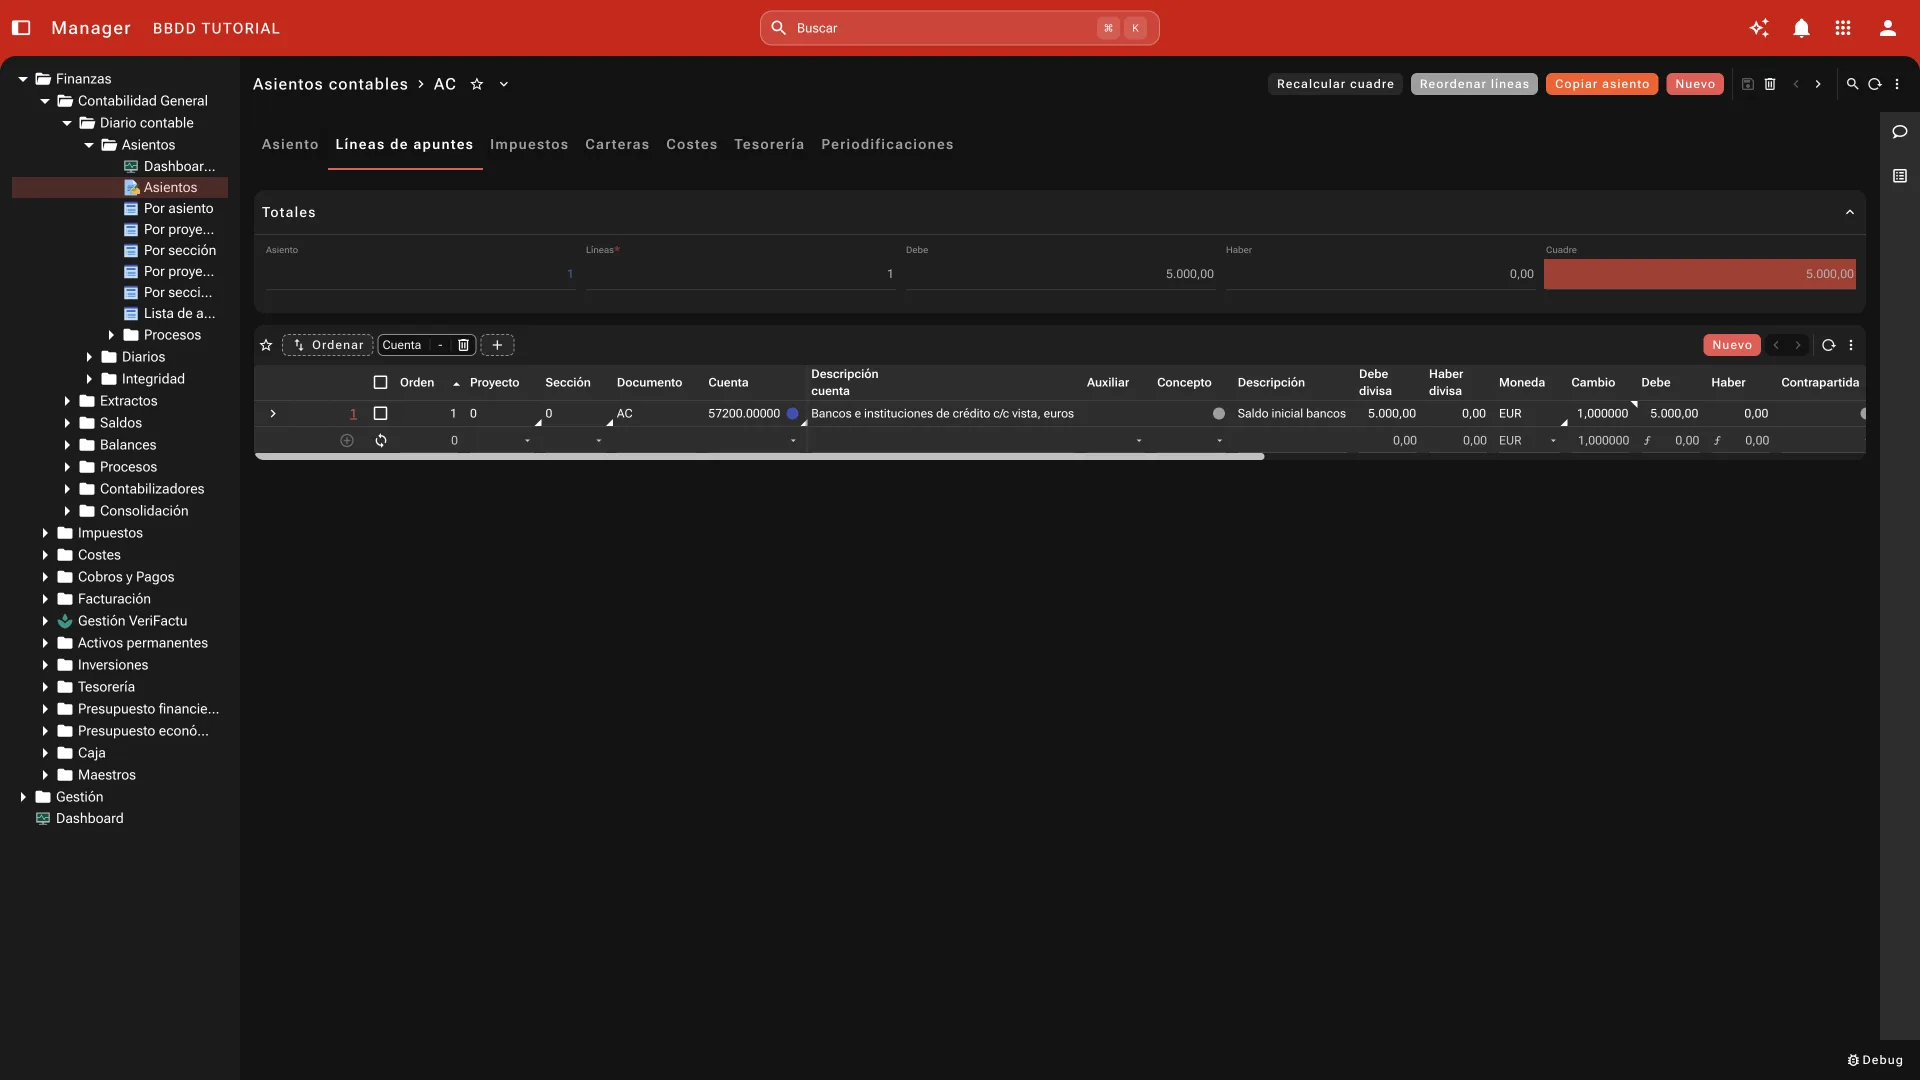 Manager BBDD TUTORIAL
Buscar ⌘ K
Finanzas
Contabilidad General
Diario contable
Asientos
Dashboar...
Asientos
Por asiento
Por proye...
Por sección
Por proye...
Por secci...
Lista de a...
Procesos
Diarios
Integridad
Extractos
Saldos
Balances
Procesos
Contabilizadores
Consolidación
Impuestos
Costes
Cobros y Pagos
Facturación
Gestión VeriFactu
Activos permanentes
Inversiones
Tesorería
Presupuesto financie...
Presupuesto econó...
Caja
Maestros
Gestión
Dashboard
Asientos contables › AC
Recalcular cuadre Reordenar líneas Copiar asiento Nuevo
Asiento Líneas de apuntes Impuestos Carteras Costes Tesorería Periodificaciones
Totales
Asiento Líneas* Debe Haber Cuadre
1 1 5.000,00 0,00 5.000,00
Ordenar Cuenta - +
Nuevo
Orden Proyecto Sección Documento Cuenta Descripción cuenta Auxiliar Concepto Descripción Debe divisa Haber divisa Moneda Cambio Debe Haber Contrapartida
1 1 0 0 AC 57200.00000 Bancos e instituciones de crédito c/c vista, euros Saldo inicial bancos 5.000,00 0,00 EUR 1,000000 5.000,00 0,00
0 0,00 0,00 EUR 1,000000 ƒ 0,00 ƒ 0,00
Debug